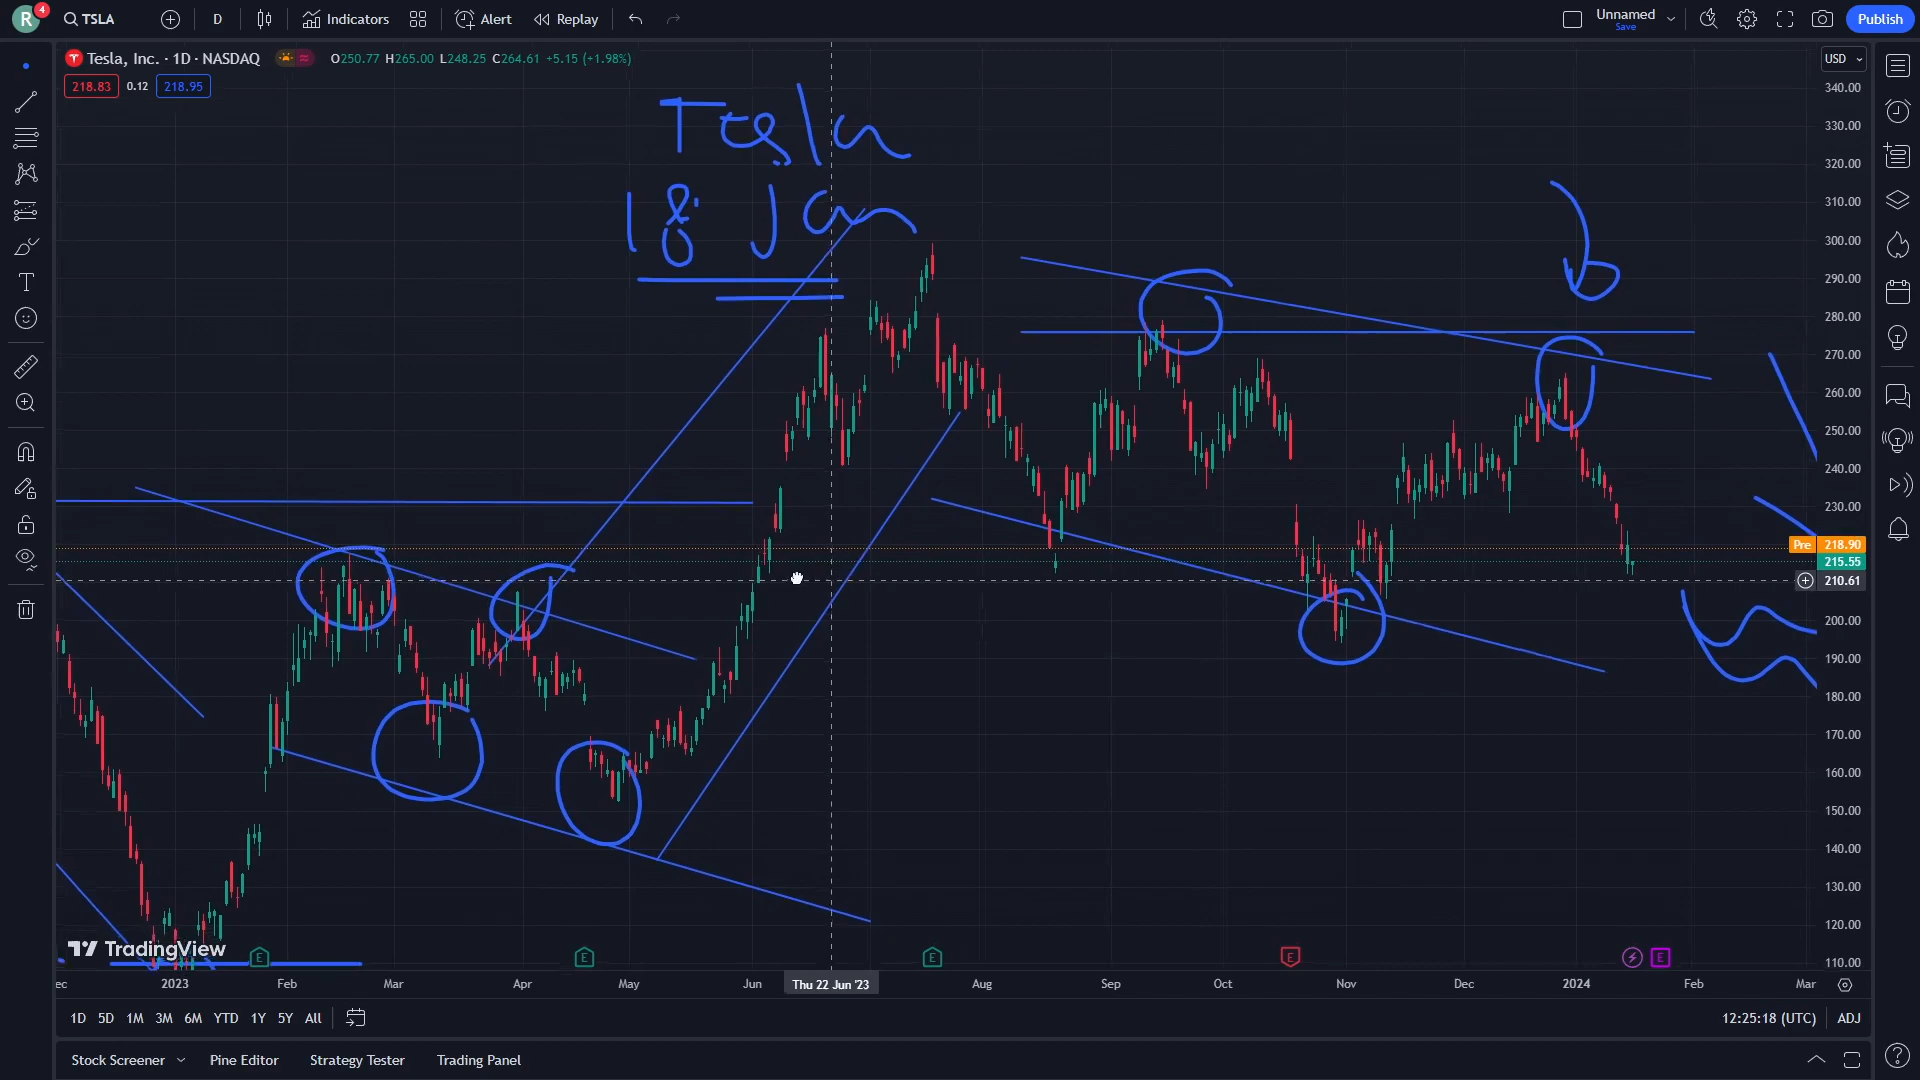 R 4 TSLA D Indicators Alert Replay Unnamed Save Publish
Tesla, Inc. · 1D · NASDAQ O250.77 H265.00 L248.25 C264.61 +5.15 (+1.98%) USD
218.83 0.12 218.95
Tesla
18 Jan
340.00
330.00
320.00
310.00
300.00
290.00
280.00
270.00
260.00
250.00
240.00
230.00
Pre 218.90
215.55
210.61
200.00
190.00
180.00
170.00
160.00
150.00
140.00
130.00
120.00
110.00
TradingView
E E E E E
ec 2023 Feb Mar Apr May Jun Thu 22 Jun '23 Aug Sep Oct Nov Dec 2024 Feb Mar
1D 5D 1M 3M 6M YTD 1Y 5Y All 12:25:18 (UTC) ADJ
Stock Screener Pine Editor Strategy Tester Trading Panel